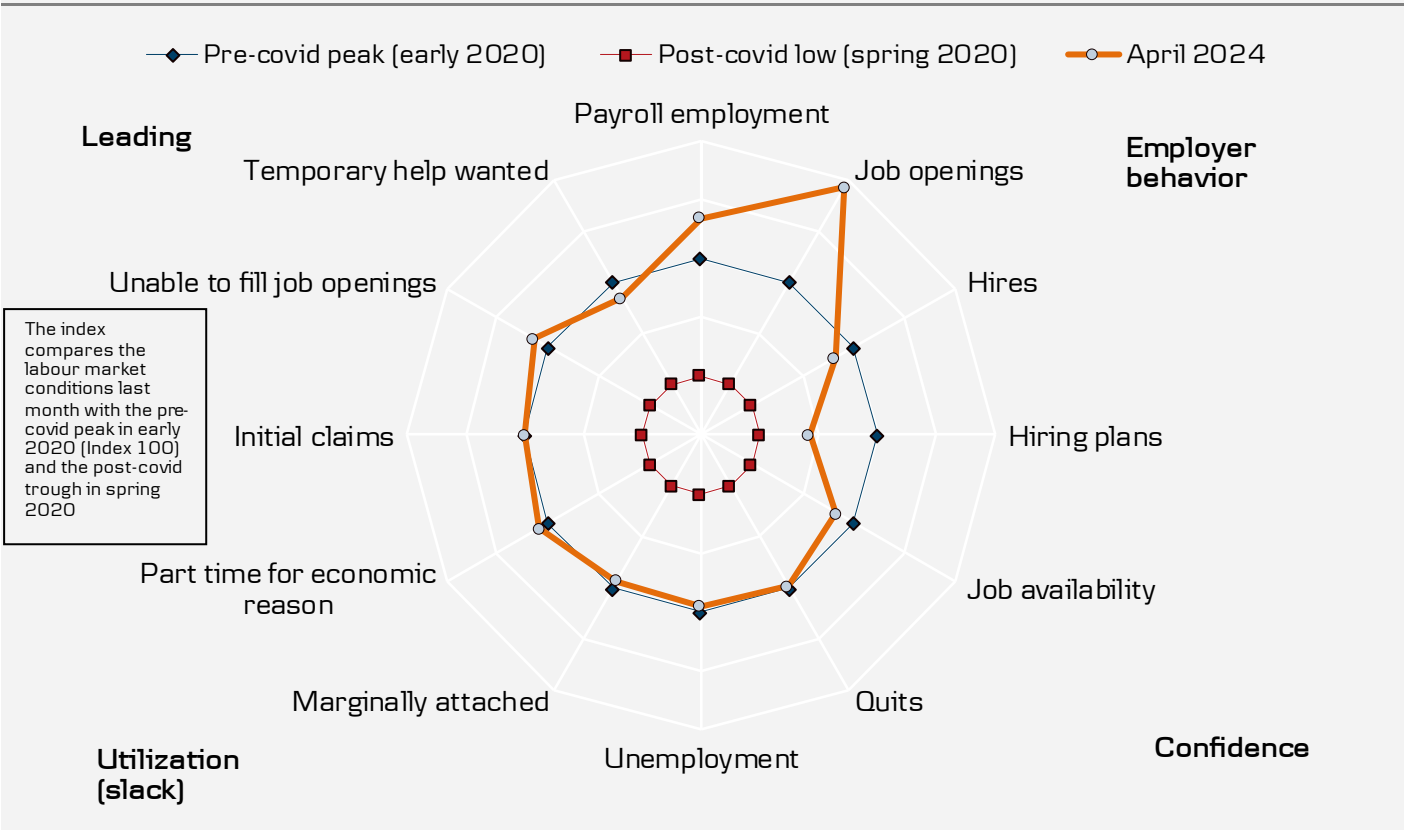 Pre-covid peak (early 2020)
Post-covid low (spring 2020)
April 2024
Payroll employment
Leading
Employer
behavior
Temporary help wanted
Job openings
Unable to fill job openings
Hires
The index
compares the
labour market
conditions last
month with the pre-
covid peak in early
2020 (Index 100)
and the post-covid
trough in spring
2020
Initial claims
Hiring plans
Part time for economic
reason
Job availability
Marginally attached
Quits
Unemployment
Utilization
(slack)
Confidence